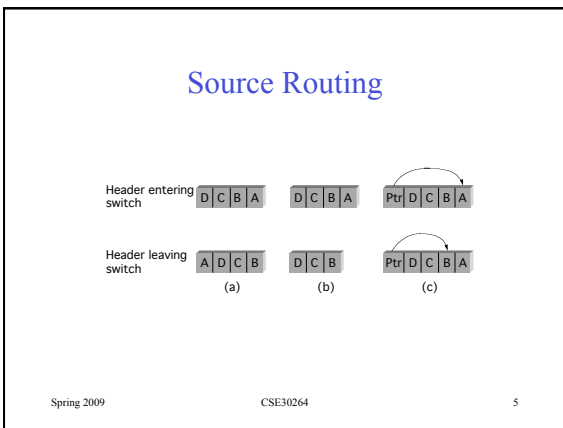 Source Routing
Header entering
switch
D C B A
D C B A
Ptr D C B A
Header leaving
switch
A D C B
D C B
Ptr D C B A
(a)
(b)
(c)
Spring 2009
CSE30264
5